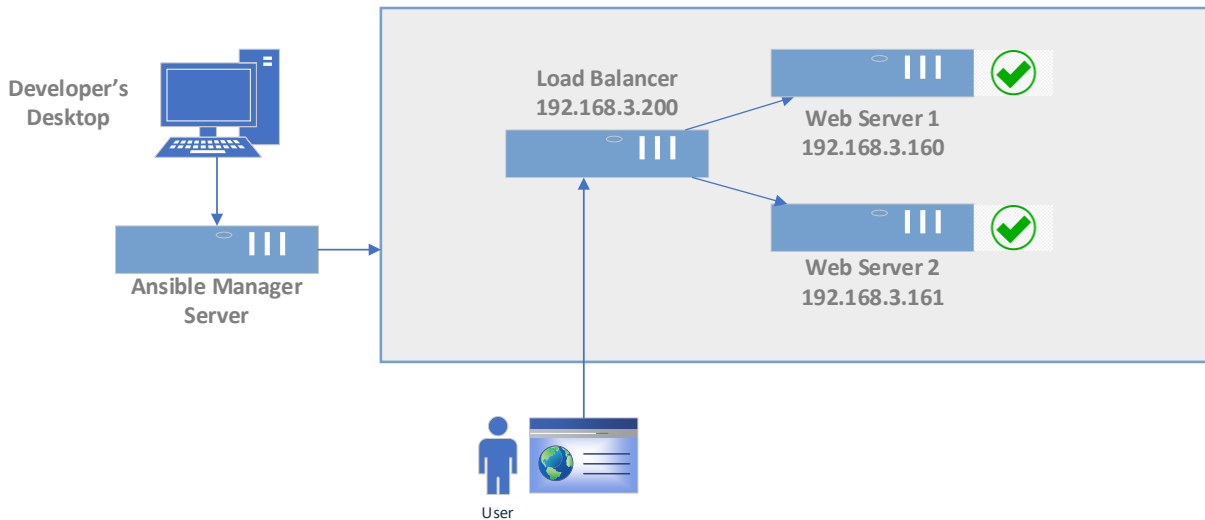 Developer’s
Desktop
Ansible Manager
Server
Load Balancer
192.168.3.200
Web Server 1
192.168.3.160
Web Server 2
192.168.3.161
User